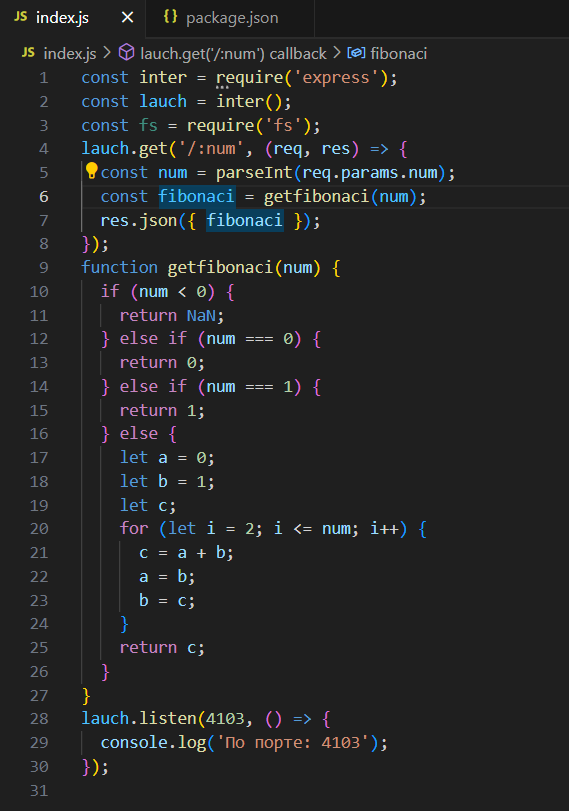 JS index.js × {} package.json
JS index.js > lauch.get('/:num') callback > fibonaci
1 const inter = require('express');
2 const lauch = inter();
3 const fs = require('fs');
4 lauch.get('/:num', (req, res) => {
5 const num = parseInt(req.params.num);
6 const fibonaci = getfibonaci(num);
7 res.json({ fibonaci });
8 });
9 function getfibonaci(num) {
10 if (num < 0) {
11 return NaN;
12 } else if (num === 0) {
13 return 0;
14 } else if (num === 1) {
15 return 1;
16 } else {
17 let a = 0;
18 let b = 1;
19 let c;
20 for (let i = 2; i <= num; i++) {
21 c = a + b;
22 a = b;
23 b = c;
24 }
25 return c;
26 }
27 }
28 lauch.listen(4103, () => {
29 console.log('По порте: 4103');
30 });
31